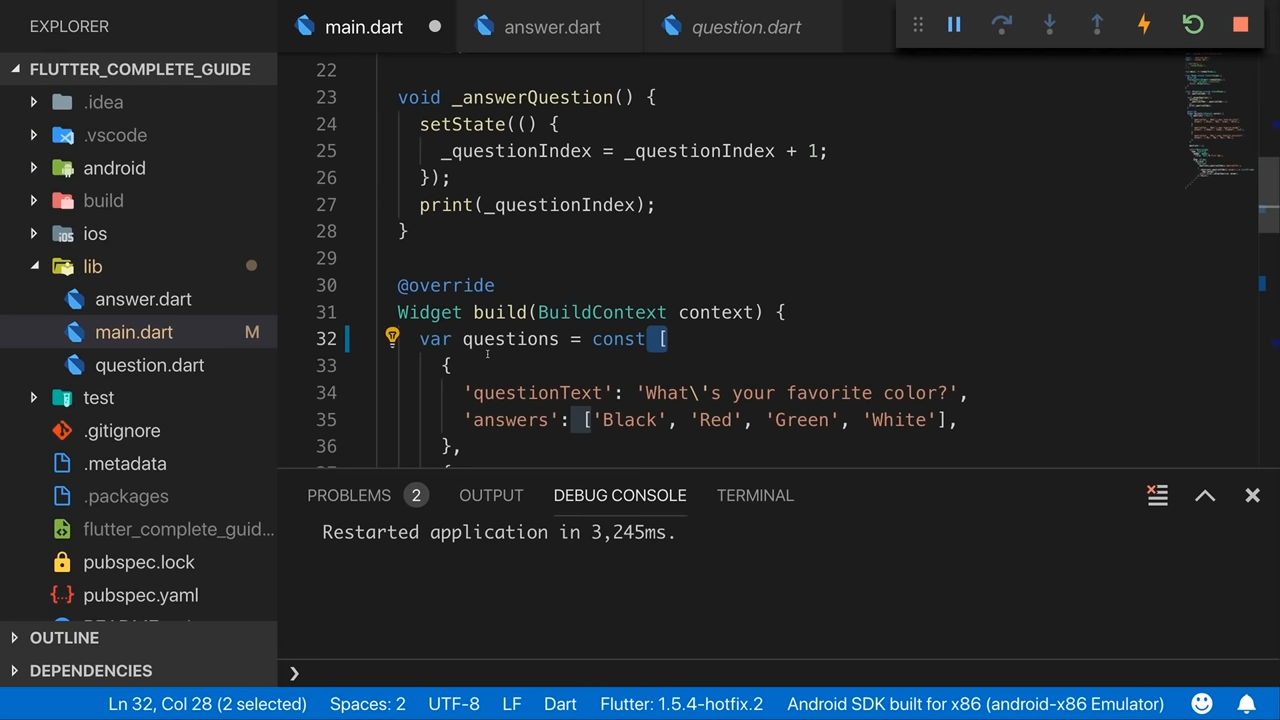 EXPLORER
main.dart
answer.dart
question.dart
FLUTTER_COMPLETE_GUIDE
.idea
.vscode
android
build
ios
lib
answer.dart
main.dart M
question.dart
test
.gitignore
.metadata
.packages
flutter_complete_guid...
pubspec.lock
pubspec.yaml
OUTLINE
DEPENDENCIES
22
23 void _answerQuestion() {
24 setState(() {
25 _questionIndex = _questionIndex + 1;
26 });
27 print(_questionIndex);
28 }
29
30 @override
31 Widget build(BuildContext context) {
32 var questions = const [
33 {
34 'questionText': 'What\'s your favorite color?',
35 'answers': ['Black', 'Red', 'Green', 'White'],
36 },
PROBLEMS 2 OUTPUT DEBUG CONSOLE TERMINAL
Restarted application in 3,245ms.
Ln 32, Col 28 (2 selected) Spaces: 2 UTF-8 LF Dart Flutter: 1.5.4-hotfix.2 Android SDK built for x86 (android-x86 Emulator)